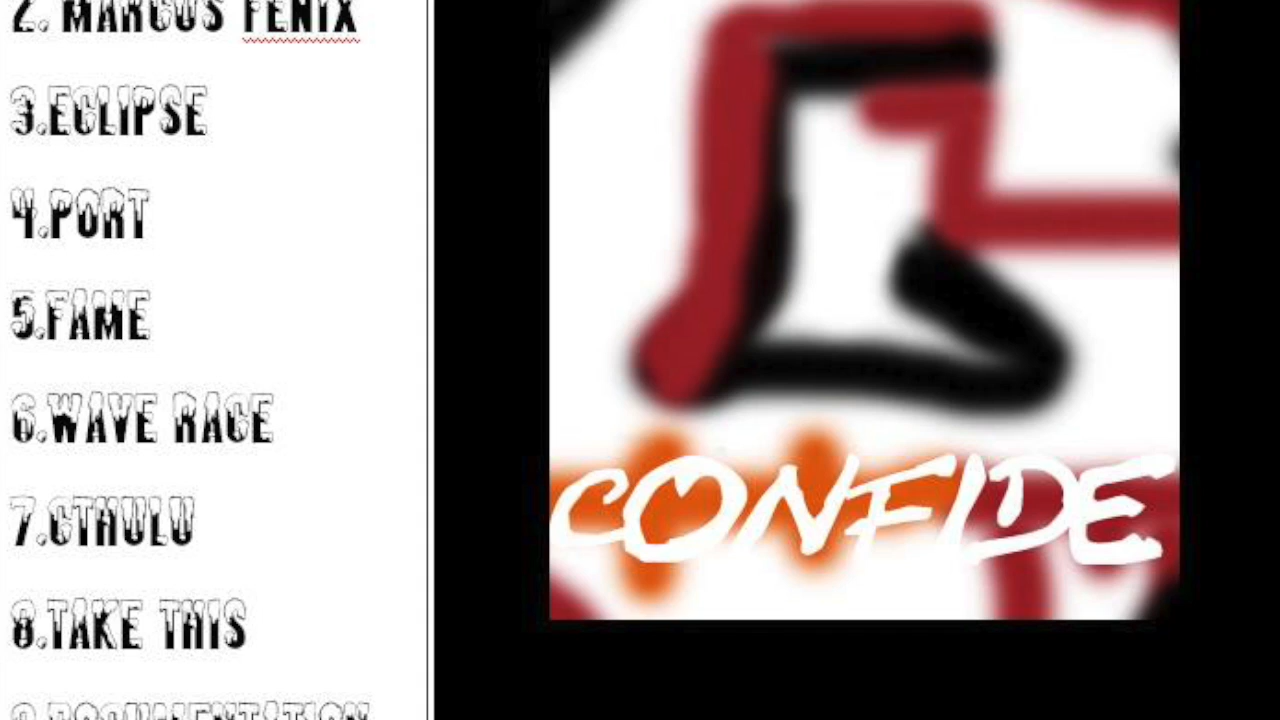 2. MARCUS FENIX
3.ECLIPSE
4.PORT
5.FAME
6.WAVE RACE
7.CTHULU
8.TAKE THIS
CONFIDE